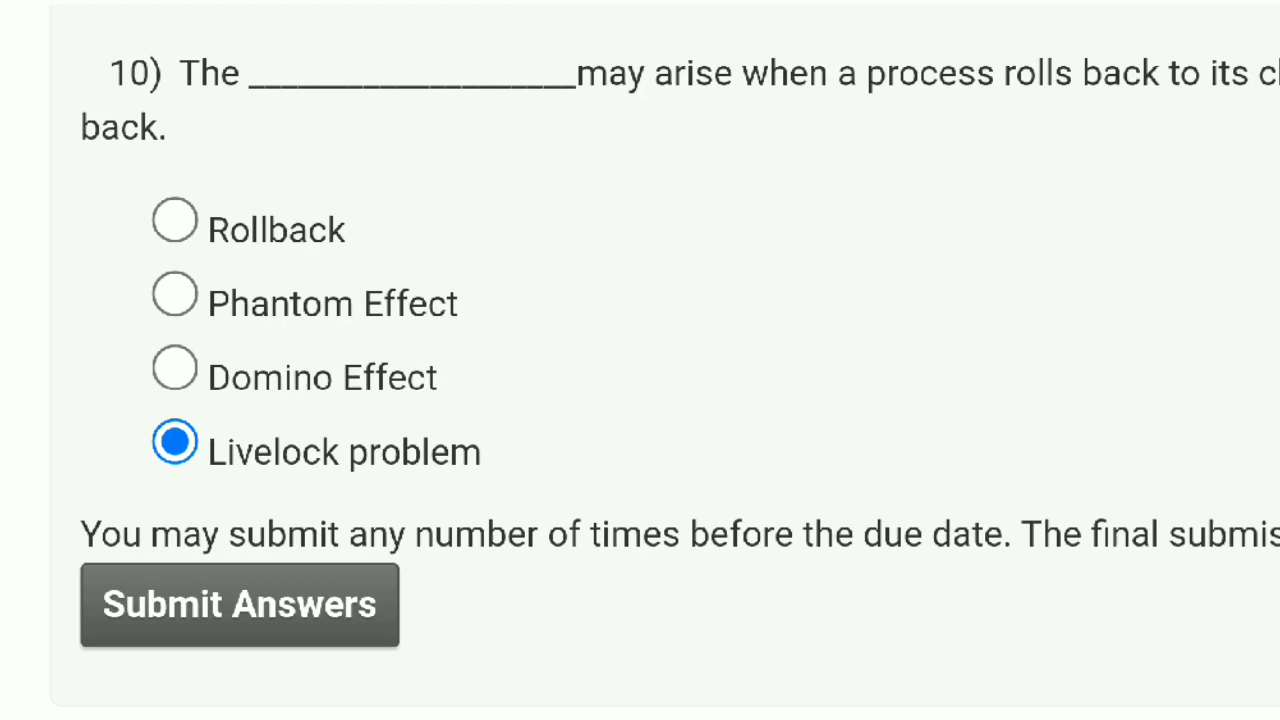 10) The ____________________may arise when a process rolls back to its
back.
Rollback
Phantom Effect
Domino Effect
Livelock problem
You may submit any number of times before the due date. The final
Submit Answers